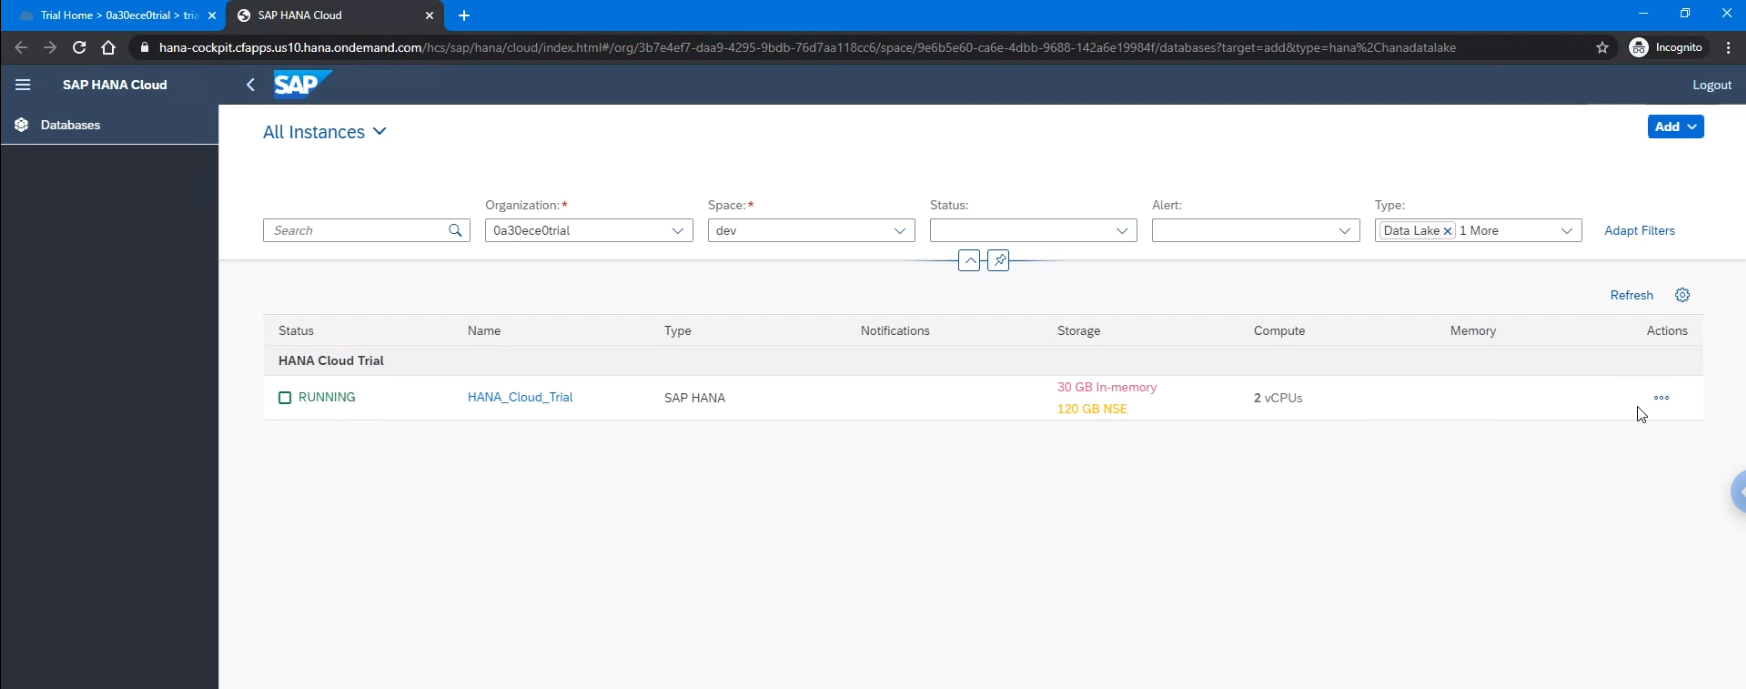 Trial Home > 0a30ece0trial > tria
SAP HANA Cloud
hana-cockpit.cfapps.us10.hana.ondemand.com/hcs/sap/hana/cloud/index.html#/org/3b7e4ef7-daa9-4295-9bdb-76d7aa118cc6/space/9e6b5e60-ca6e-4dbb-9688-142a6e19984f/databases?target=add&type=hana%2Chanadatalake
Incognito
SAP HANA Cloud
SAP
Logout
Databases
All Instances
Add
Organization:*
Space:*
Status:
Alert:
Type:
Search
0a30ece0trial
dev
Data Lake × 1 More
Adapt Filters
Refresh
Status Name Type Notifications Storage Compute Memory Actions
HANA Cloud Trial
RUNNING HANA_Cloud_Trial SAP HANA 30 GB In-memory 2 vCPUs
120 GB NSE